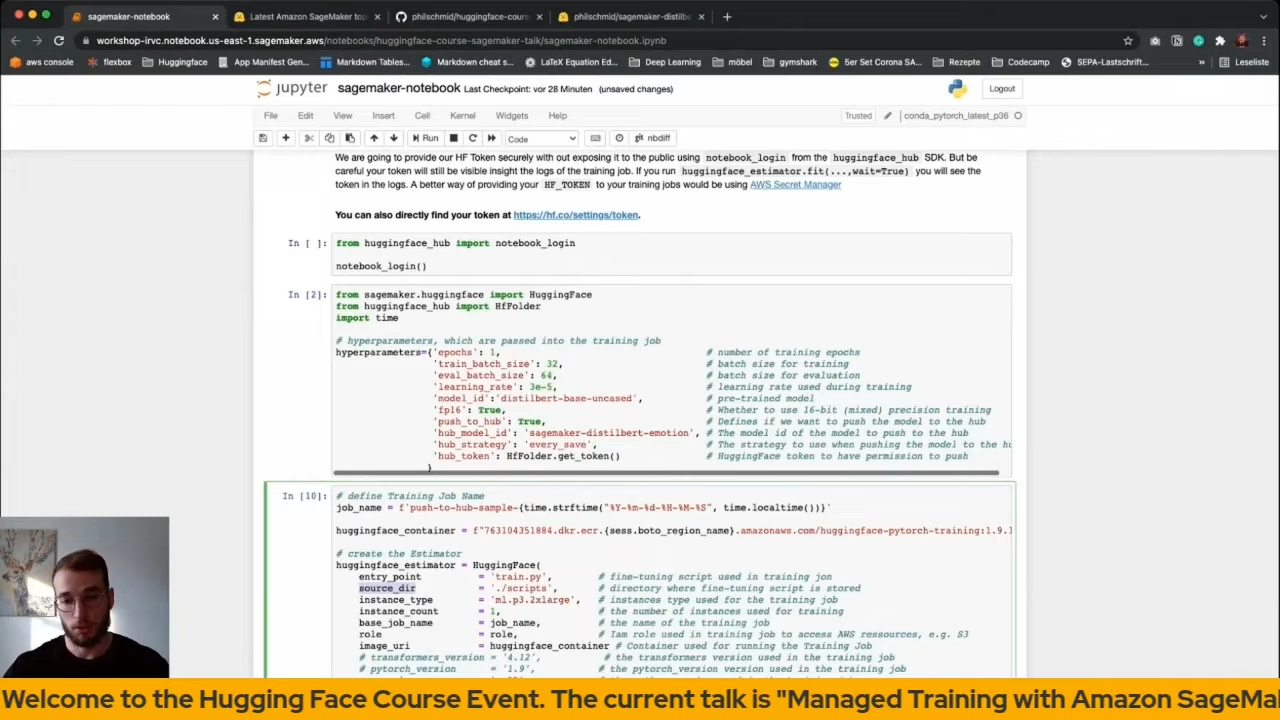 sagemaker-notebook
Latest Amazon SageMaker top
philschmid/huggingface-cours
philschmid/sagemaker-distilbe
workshop-irvc.notebook.us-east-1.sagemaker.aws/notebooks/huggingface-course-sagemaker-talk/sagemaker-notebook.ipynb
aws console
flexbox
Huggingface
App Manifest Gen...
Markdown Tables...
Markdown cheat s...
LaTeX Equation Ed...
Deep Learning
möbel
gymshark
5er Set Corona SA...
Rezepte
Codecamp
SEPA-Lastschrift...
»
Leseliste
jupyter sagemaker-notebook Last Checkpoint: vor 28 Minuten (unsaved changes)
Logout
File Edit View Insert Cell Kernel Widgets Help
Trusted
conda_pytorch_latest_p36
Run
Code
nbdiff
We are going to provide our HF Token securely with out exposing it to the public using notebook_login from the huggingface_hub SDK. But be
careful your token will still be visible insight the logs of the training job. If you run huggingface_estimator.fit(...,wait=True) you will see the
token in the logs. A better way of providing your HF_TOKEN to your training jobs would be using AWS Secret Manager
You can also directly find your token at https://hf.co/settings/token.
In [ ]: from huggingface_hub import notebook_login
notebook_login()
In [2]: from sagemaker.huggingface import HuggingFace
from huggingface_hub import HfFolder
import time
# hyperparameters, which are passed into the training job
hyperparameters={'epochs': 1, # number of training epochs
'train_batch_size': 32, # batch size for training
'eval_batch_size': 64, # batch size for evaluation
'learning_rate': 3e-5, # learning rate used during training
'model_id':'distilbert-base-uncased', # pre-trained model
'fp16': True, # Whether to use 16-bit (mixed) precision training
'push_to_hub': True, # Defines if we want to push the model to the hub
'hub_model_id': 'sagemaker-distilbert-emotion', # The model id of the model to push to the hub
'hub_strategy': 'every_save', # The strategy to use when pushing the model to the hu
'hub_token': HfFolder.get_token() # HuggingFace token to have permission to push
}
In [10]: # define Training Job Name
job_name = f'push-to-hub-sample-{time.strftime("%Y-%m-%d-%H-%M-%S", time.localtime())}'
huggingface_container = f"763104351884.dkr.ecr.{sess.boto_region_name}.amazonaws.com/huggingface-pytorch-training:1.9.1
# create the Estimator
huggingface_estimator = HuggingFace(
entry_point = 'train.py', # fine-tuning script used in training jon
source_dir = './scripts', # directory where fine-tuning script is stored
instance_type = 'ml.p3.2xlarge', # instances type used for the training job
instance_count = 1, # the number of instances used for training
base_job_name = job_name, # the name of the training job
role = role, # Iam role used in training job to access AWS ressources, e.g. S3
image_uri = huggingface_container # Container used for running the Training Job
# transformers_version = '4.12', # the transformers version used in the training job
# pytorch_version = '1.9', # the pytorch_version version used in the training job
Welcome to the Hugging Face Course Event. The current talk is "Managed Training with Amazon SageMa